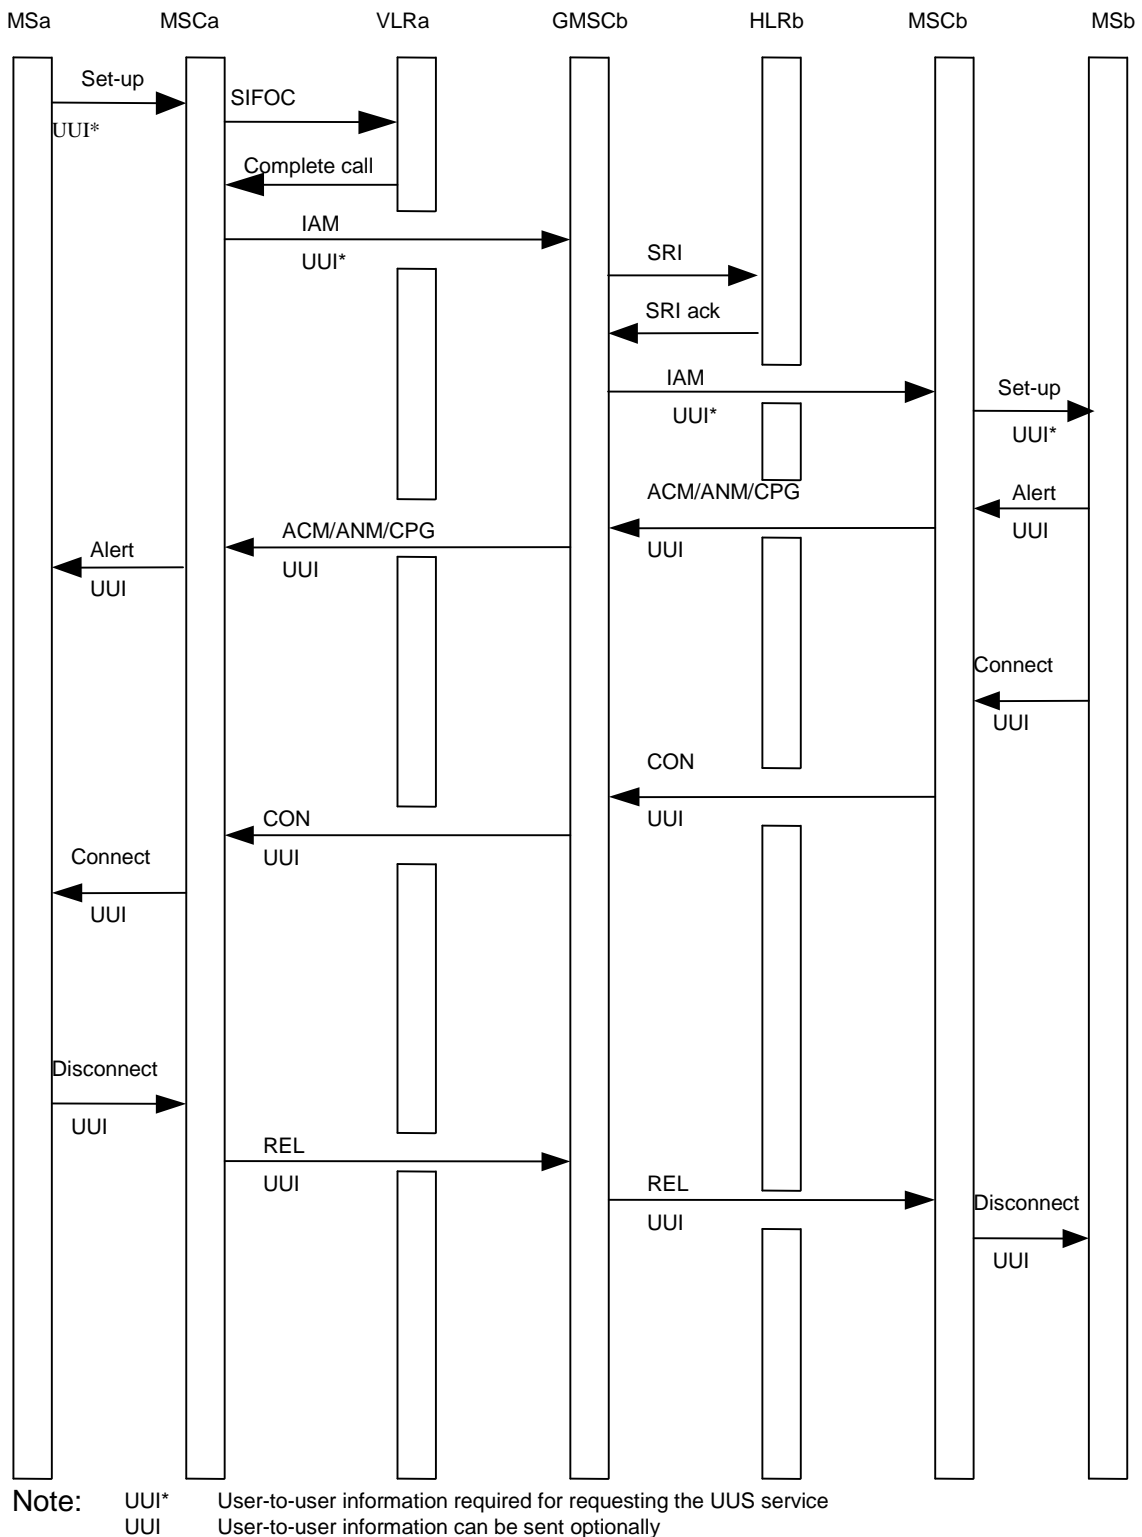 MSa MSCa VLRa GMSCb HLRb MSCb MSb
Set-up
UUI*
SIFOC
Complete call
IAM
UUI*
SRI
SRI ack
IAM
UUI*
Set-up
UUI*
Alert
UUI
ACM/ANM/CPG
UUI
ACM/ANM/CPG
UUI
Alert
UUI
Connect
UUI
CON
UUI
CON
UUI
Connect
UUI
Disconnect
UUI
REL
UUI
REL
UUI
Disconnect
UUI
Note: UUI* User-to-user information required for requesting the UUS service
UUI User-to-user information can be sent optionally